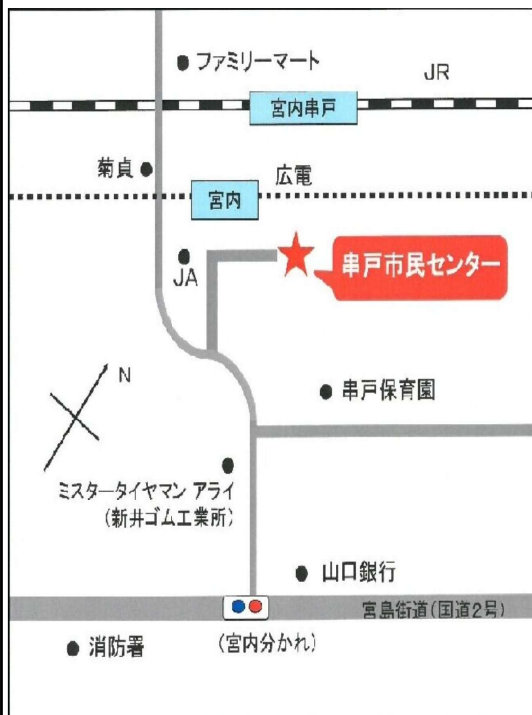 ファミリーマート
JR
宮内串戸
菊貞
広電
宮内
JA
串戸市民センター
N
串戸保育園
ミスタータイヤマン アライ
(新井ゴム工業所)
山口銀行
宮島街道(国道2号)
消防署
(宮内分かれ)